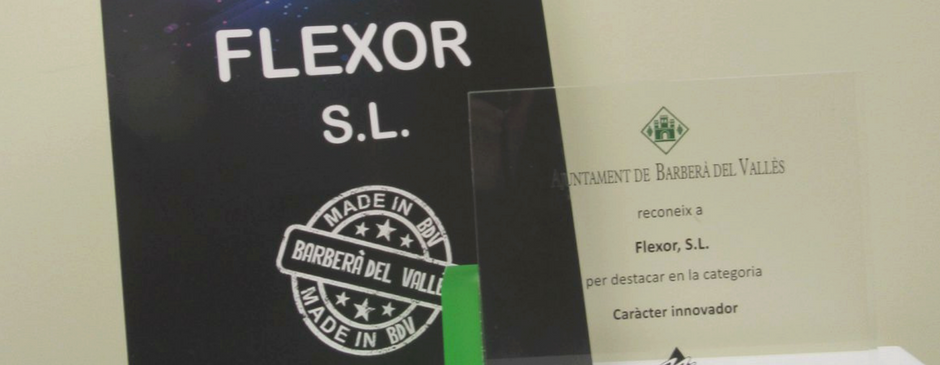 FLEXOR
S.L.
MADE IN BDV
BARBERÀ DEL VALLÈ
MADE IN BDV
AJUNTAMENT DE BARBERÀ DEL VALLÈS
reconeix a
Flexor, S.L.
per destacar en la categoria
Caràcter innovador